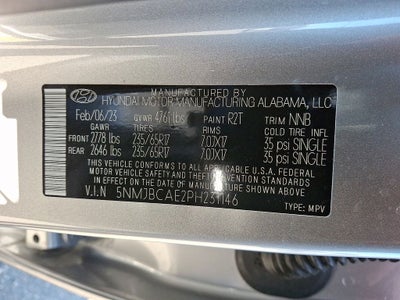 MANUFACTURED BY
HYUNDAI MOTOR MANUFACTURING ALABAMA, LLC
Feb/06/23 GVWR 4761 lbs PAINT R2T TRIM NNB
GAWR TIRES RIMS COLD TIRE INFL
FRONT 2778 lbs 235/65R17 7.0JX17 35 psi SINGLE
REAR 2646 lbs 235/65R17 7.0JX17 35 psi SINGLE
THIS VEHICLE CONFORMS TO ALL APPLICABLE
U.S. FEDERAL MOTOR VEHICLE SAFETY AND
THEFT PREVENTION STANDARDS IN EFFECT
ON THE DATE OF MANUFACTURE SHOWN ABOVE
V.I.N 5NMJBCAE2PH231146
TYPE: MPV